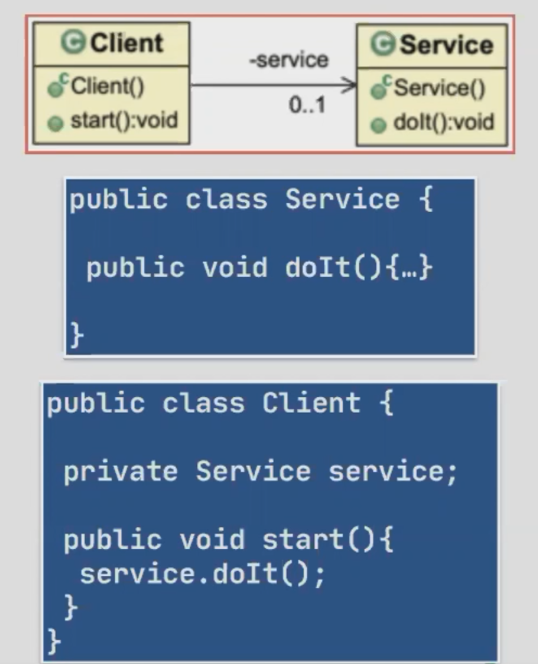 Client
Client()
start():void
-service
0..1
Service
Service()
doIt():void
public class Service {
public void doIt(){…}
}
public class Client {
private Service service;
public void start(){
service.doIt();
}
}